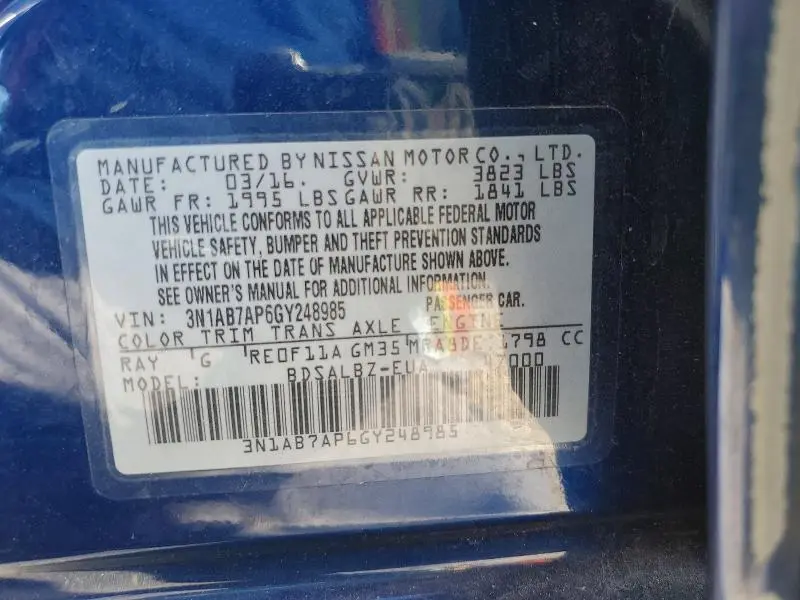 MANUFACTURED BY NISSAN MOTOR CO., LTD.
DATE: 03/16. GVWR: 3823 LBS
GAWR FR: 1995 LBS GAWR RR: 1841 LBS
THIS VEHICLE CONFORMS TO ALL APPLICABLE FEDERAL MOTOR
VEHICLE SAFETY, BUMPER AND THEFT PREVENTION STANDARDS
IN EFFECT ON THE DATE OF MANUFACTURE SHOWN ABOVE.
SEE OWNER'S MANUAL FOR ADDITIONAL INFORMATION.
VIN: 3N1AB7AP6GY248985 PASSENGER CAR.
COLOR TRIM TRANS AXLE ENGINE
RAY G RE0F11A GM35 MRA8DE 1798 CC
MODEL: BDSALBZ-EUA
3N1AB7AP6GY248985